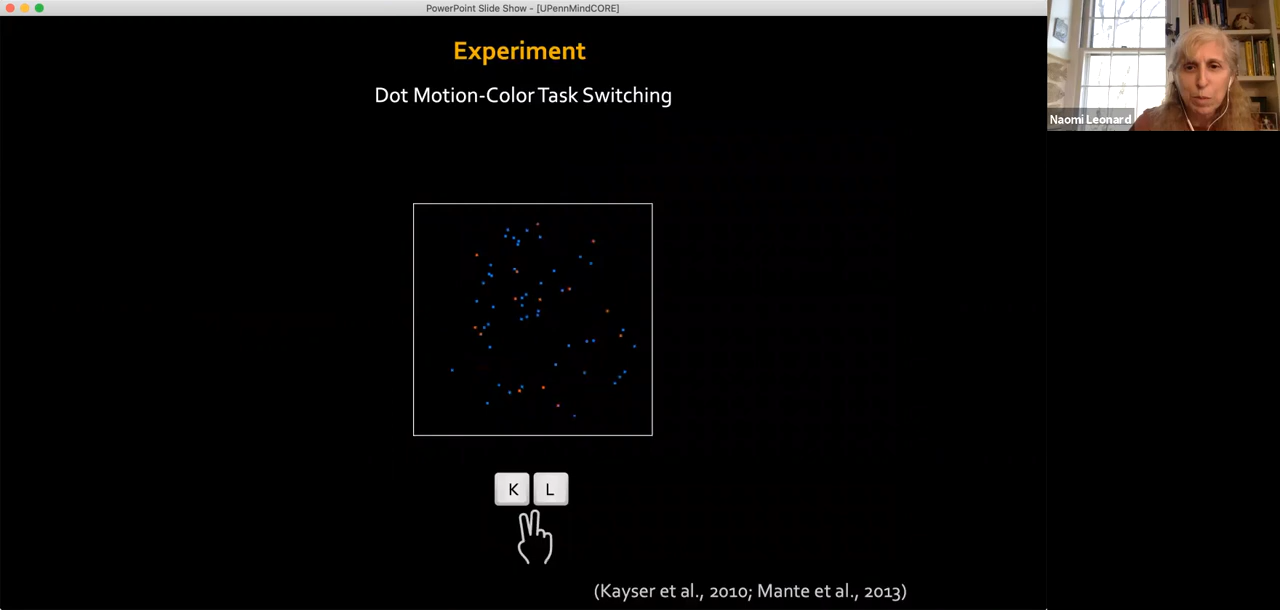 PowerPoint Slide Show - [UPennMindCORE]
Experiment
Dot Motion-Color Task Switching
Naomi Leonard
K L
(Kayser et al., 2010; Mante et al., 2013)